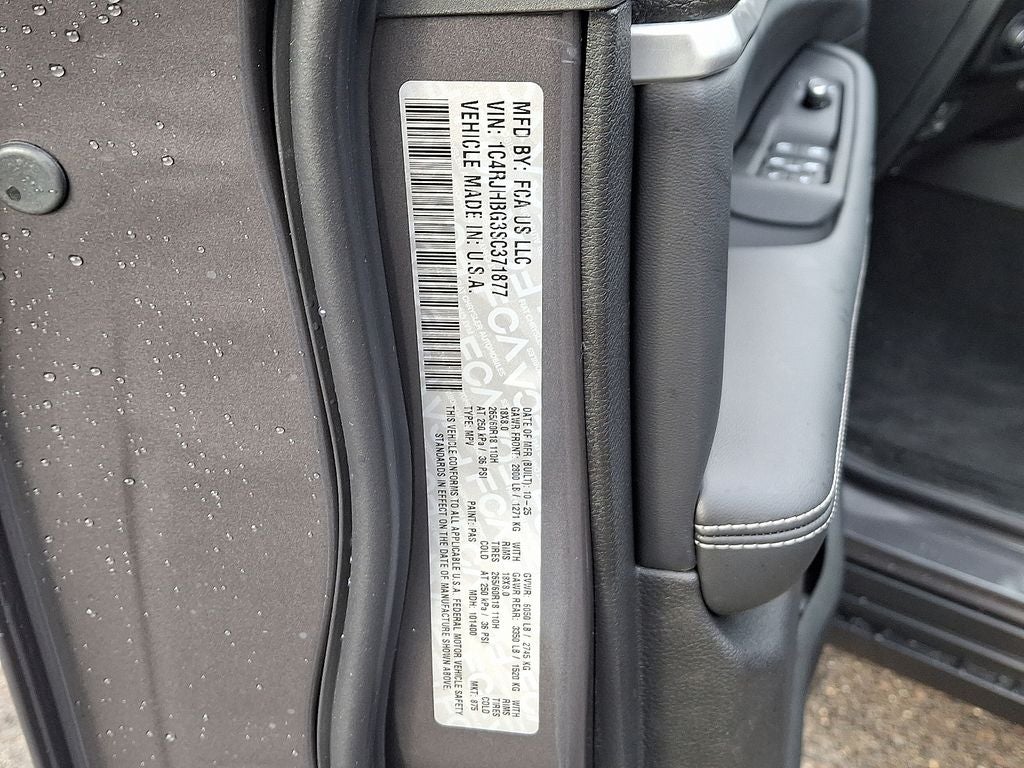 MFD BY: FCA US LLC
VIN: 1C4RJHBG3SC371877
VEHICLE MADE IN: U.S.A.
DATE OF MFR (BUILT): 10-25 GVWR: 6050 LB / 2745 KG
GAWR FRONT: 2800 LB / 1271 KG WITH GAWR REAR: 3350 LB / 1520 KG WITH
18X8.0 RIMS 18X8.0 RIMS
265/60R18 110H TIRES 265/60R18 110H TIRES
AT 250 kPa / 36 PSI COLD AT 250 kPa / 36 PSI COLD
TYPE: MPV PAINT: PAS MDH: 101400 MKT: 875
THIS VEHICLE CONFORMS TO ALL APPLICABLE U.S.A. FEDERAL MOTOR VEHICLE SAFETY
STANDARDS IN EFFECT ON THE DATE OF MANUFACTURE SHOWN ABOVE.